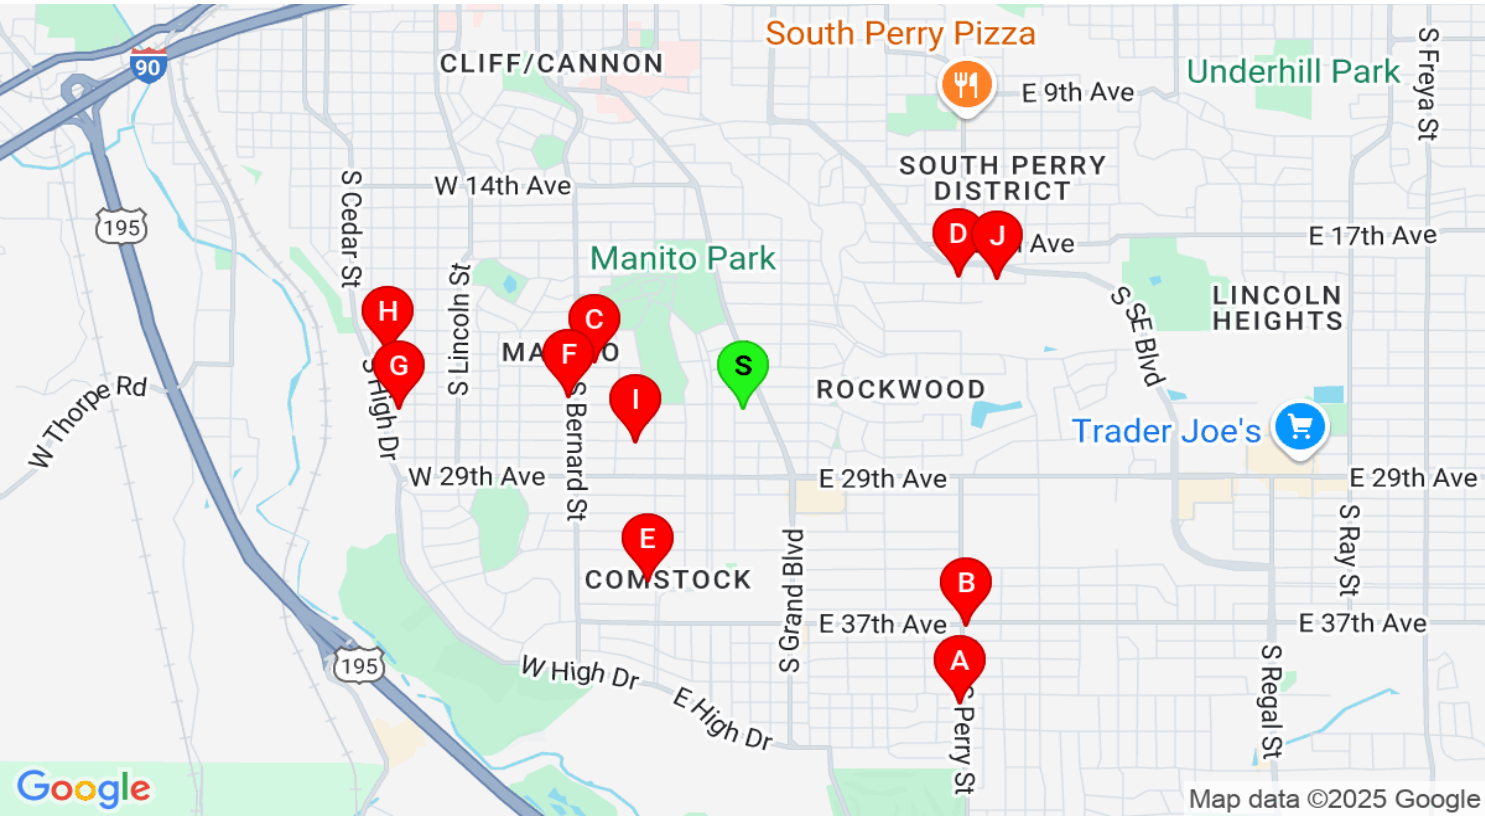 South Perry Pizza
S Freya St
CLIFF/CANNON
90
Underhill Park
E 9th Ave
SOUTH PERRY
DISTRICT
W 14th Ave
S Cedar St
195
D
J
Ave
E 17th Ave
Manito Park
S Lincoln St
LINCOLN
HEIGHTS
S SE Blvd
H
C
F
MA
O
S
G
S High Dr
I
S Bernard St
ROCKWOOD
W Thorpe Rd
Trader Joe's
W 29th Ave
E 29th Ave
E 29th Ave
S Ray St
E
COMSTOCK
S Grand Blvd
B
E 37th Ave
E 37th Ave
A
195
W High Dr
E High Dr
S Perry St
S Regal St
Google
Map data ©2025 Google